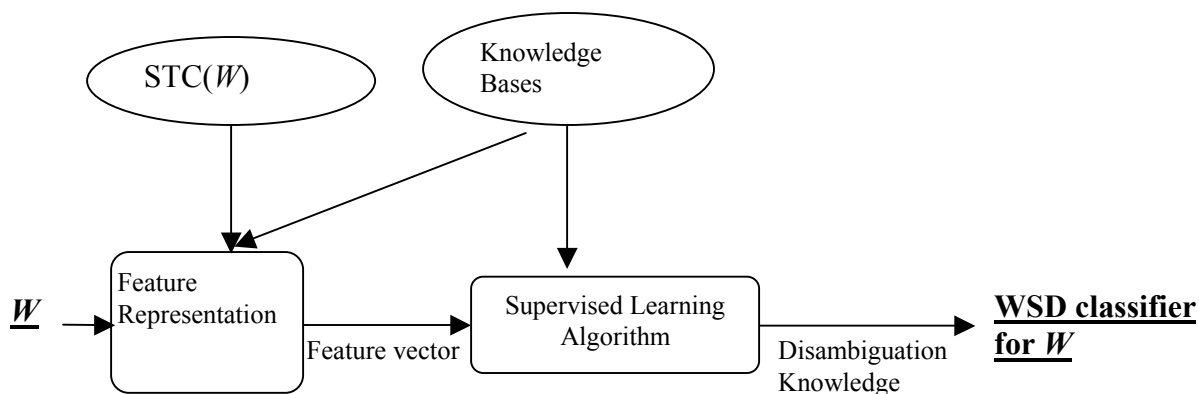 STC(W)
Knowledge
Bases
W
Feature
Representation
Feature vector
Supervised Learning
Algorithm
Disambiguation
Knowledge
WSD classifier
for W